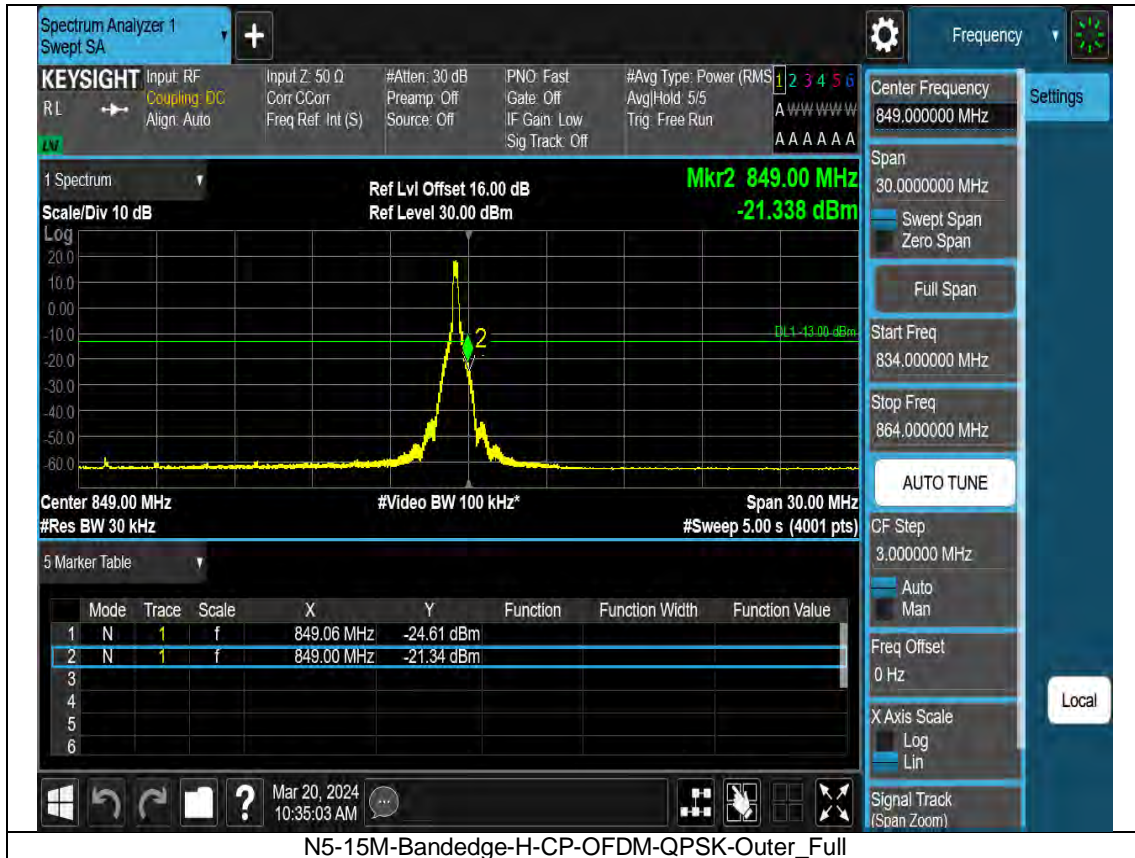 Spectrum Analyzer 1
Swept SA
+
Frequency
KEYSIGHT
RL
Input: RF
Coupling: DC
Align: Auto
Input Z: 50 Ω
Corr CCorr
Freq Ref: Int (S)
#Atten: 30 dB
Preamp: Off
Source: Off
PNO: Fast
Gate: Off
IF Gain: Low
Sig Track: Off
#Avg Type: Power (RMS
Avg|Hold: 5/5
Trig: Free Run
1 2 3 4 5 6
A W W W W W
A A A A A A
1 Spectrum
Scale/Div 10 dB
Ref Lvl Offset 16.00 dB
Ref Level 30.00 dBm
Mkr2 849.00 MHz
-21.338 dBm
Log
20.0
10.0
0.00
-10.0
-20.0
-30.0
-40.0
-50.0
-60.0
2
DL1 -13.00 dBm
Center 849.00 MHz
#Res BW 30 kHz
#Video BW 100 kHz*
Span 30.00 MHz
#Sweep 5.00 s (4001 pts)
5 Marker Table
Mode Trace Scale X Y Function Function Width Function Value
1 N 1 f 849.06 MHz -24.61 dBm
2 N 1 f 849.00 MHz -21.34 dBm
3
4
5
6
?
Mar 20, 2024
10:35:03 AM
Center Frequency
849.000000 MHz
Settings
Span
30.0000000 MHz
Swept Span
Zero Span
Full Span
Start Freq
834.000000 MHz
Stop Freq
864.000000 MHz
AUTO TUNE
CF Step
3.000000 MHz
Auto
Man
Freq Offset
0 Hz
X Axis Scale
Log
Lin
Local
Signal Track
(Span Zoom)
N5-15M-Bandedge-H-CP-OFDM-QPSK-Outer_Full